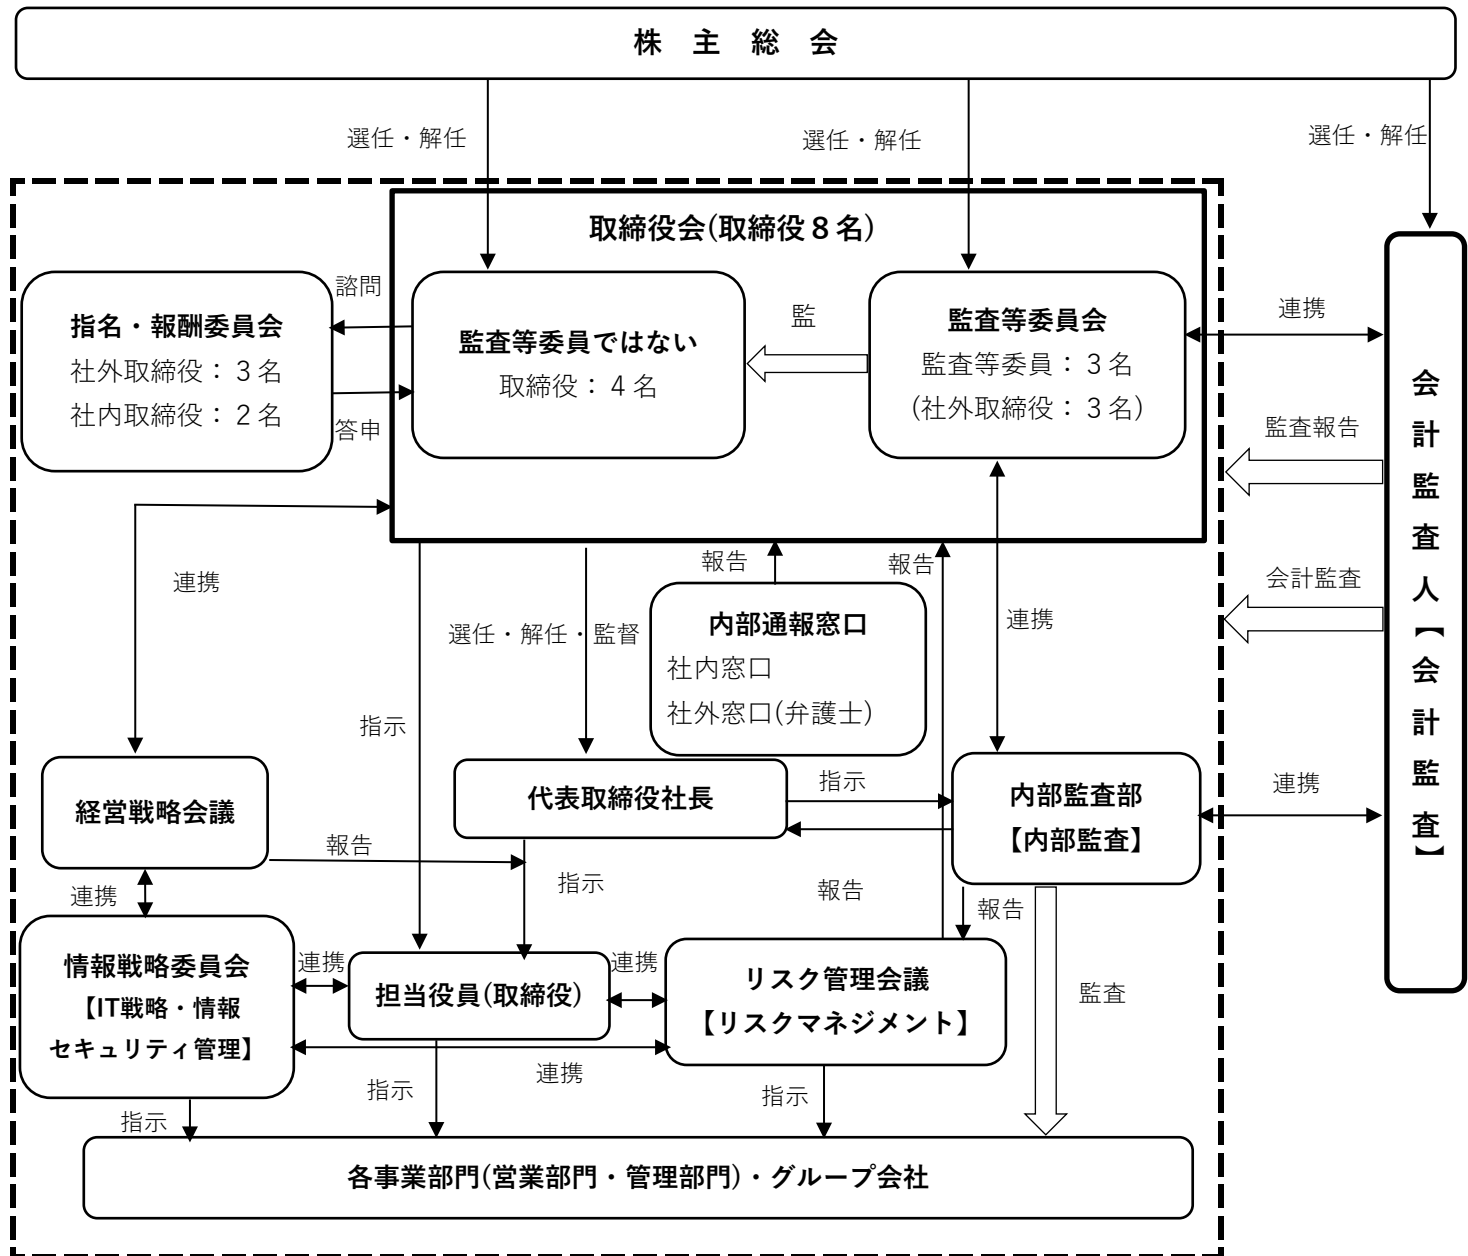 株 主 総 会
選任・解任
選任・解任
選任・解任
取締役会(取締役８名)
諮問
指名・報酬委員会
社外取締役：３名
社内取締役：２名
答申
監査等委員ではない
取締役：４名
監
監査等委員会
監査等委員：３名
(社外取締役：３名)
連携
監査報告
会計監査
会計監査人【会計監査】
連携
報告
報告
内部通報窓口
社内窓口
社外窓口(弁護士)
連携
選任・解任・監督
指示
経営戦略会議
代表取締役社長
指示
内部監査部
【内部監査】
連携
報告
指示
報告
報告
連携
情報戦略委員会
【IT戦略・情報
セキュリティ管理】
連携
担当役員(取締役)
連携
リスク管理会議
【リスクマネジメント】
監査
連携
指示
指示
指示
各事業部門(営業部門・管理部門)・グループ会社